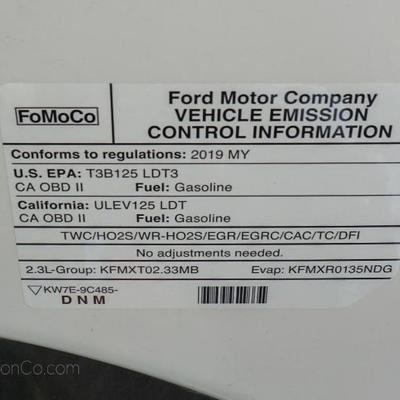 FoMoCo
Ford Motor Company
VEHICLE EMISSION
CONTROL INFORMATION
Conforms to regulations: 2019 MY
U.S. EPA: T3B125 LDT3
CA OBD II Fuel: Gasoline
California: ULEV125 LDT
CA OBD II Fuel: Gasoline
TWC/HO2S/WR-HO2S/EGR/EGRC/CAC/TC/DFI
No adjustments needed.
2.3L-Group: KFMXT02.33MB Evap: KFMXR0135NDG
KW7E-9C485-
DNM
onCo.com